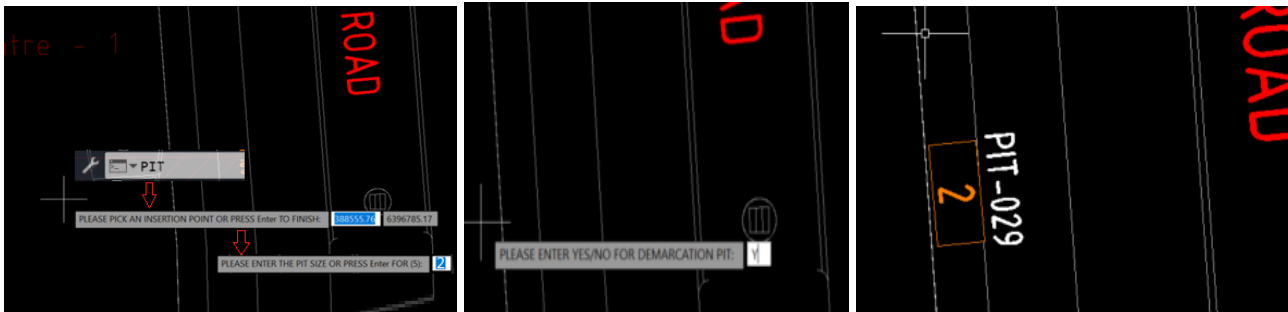 tre - 1
ROAD
PIT
PLEASE PICK AN INSERTION POINT OR PRESS Enter TO FINISH: 388555.76 6396785.17
PLEASE ENTER THE PIT SIZE OR PRESS Enter FOR (5): 2
AD
PLEASE ENTER YES/NO FOR DEMARCATION PIT: Y
ROAD
PIT-029
2